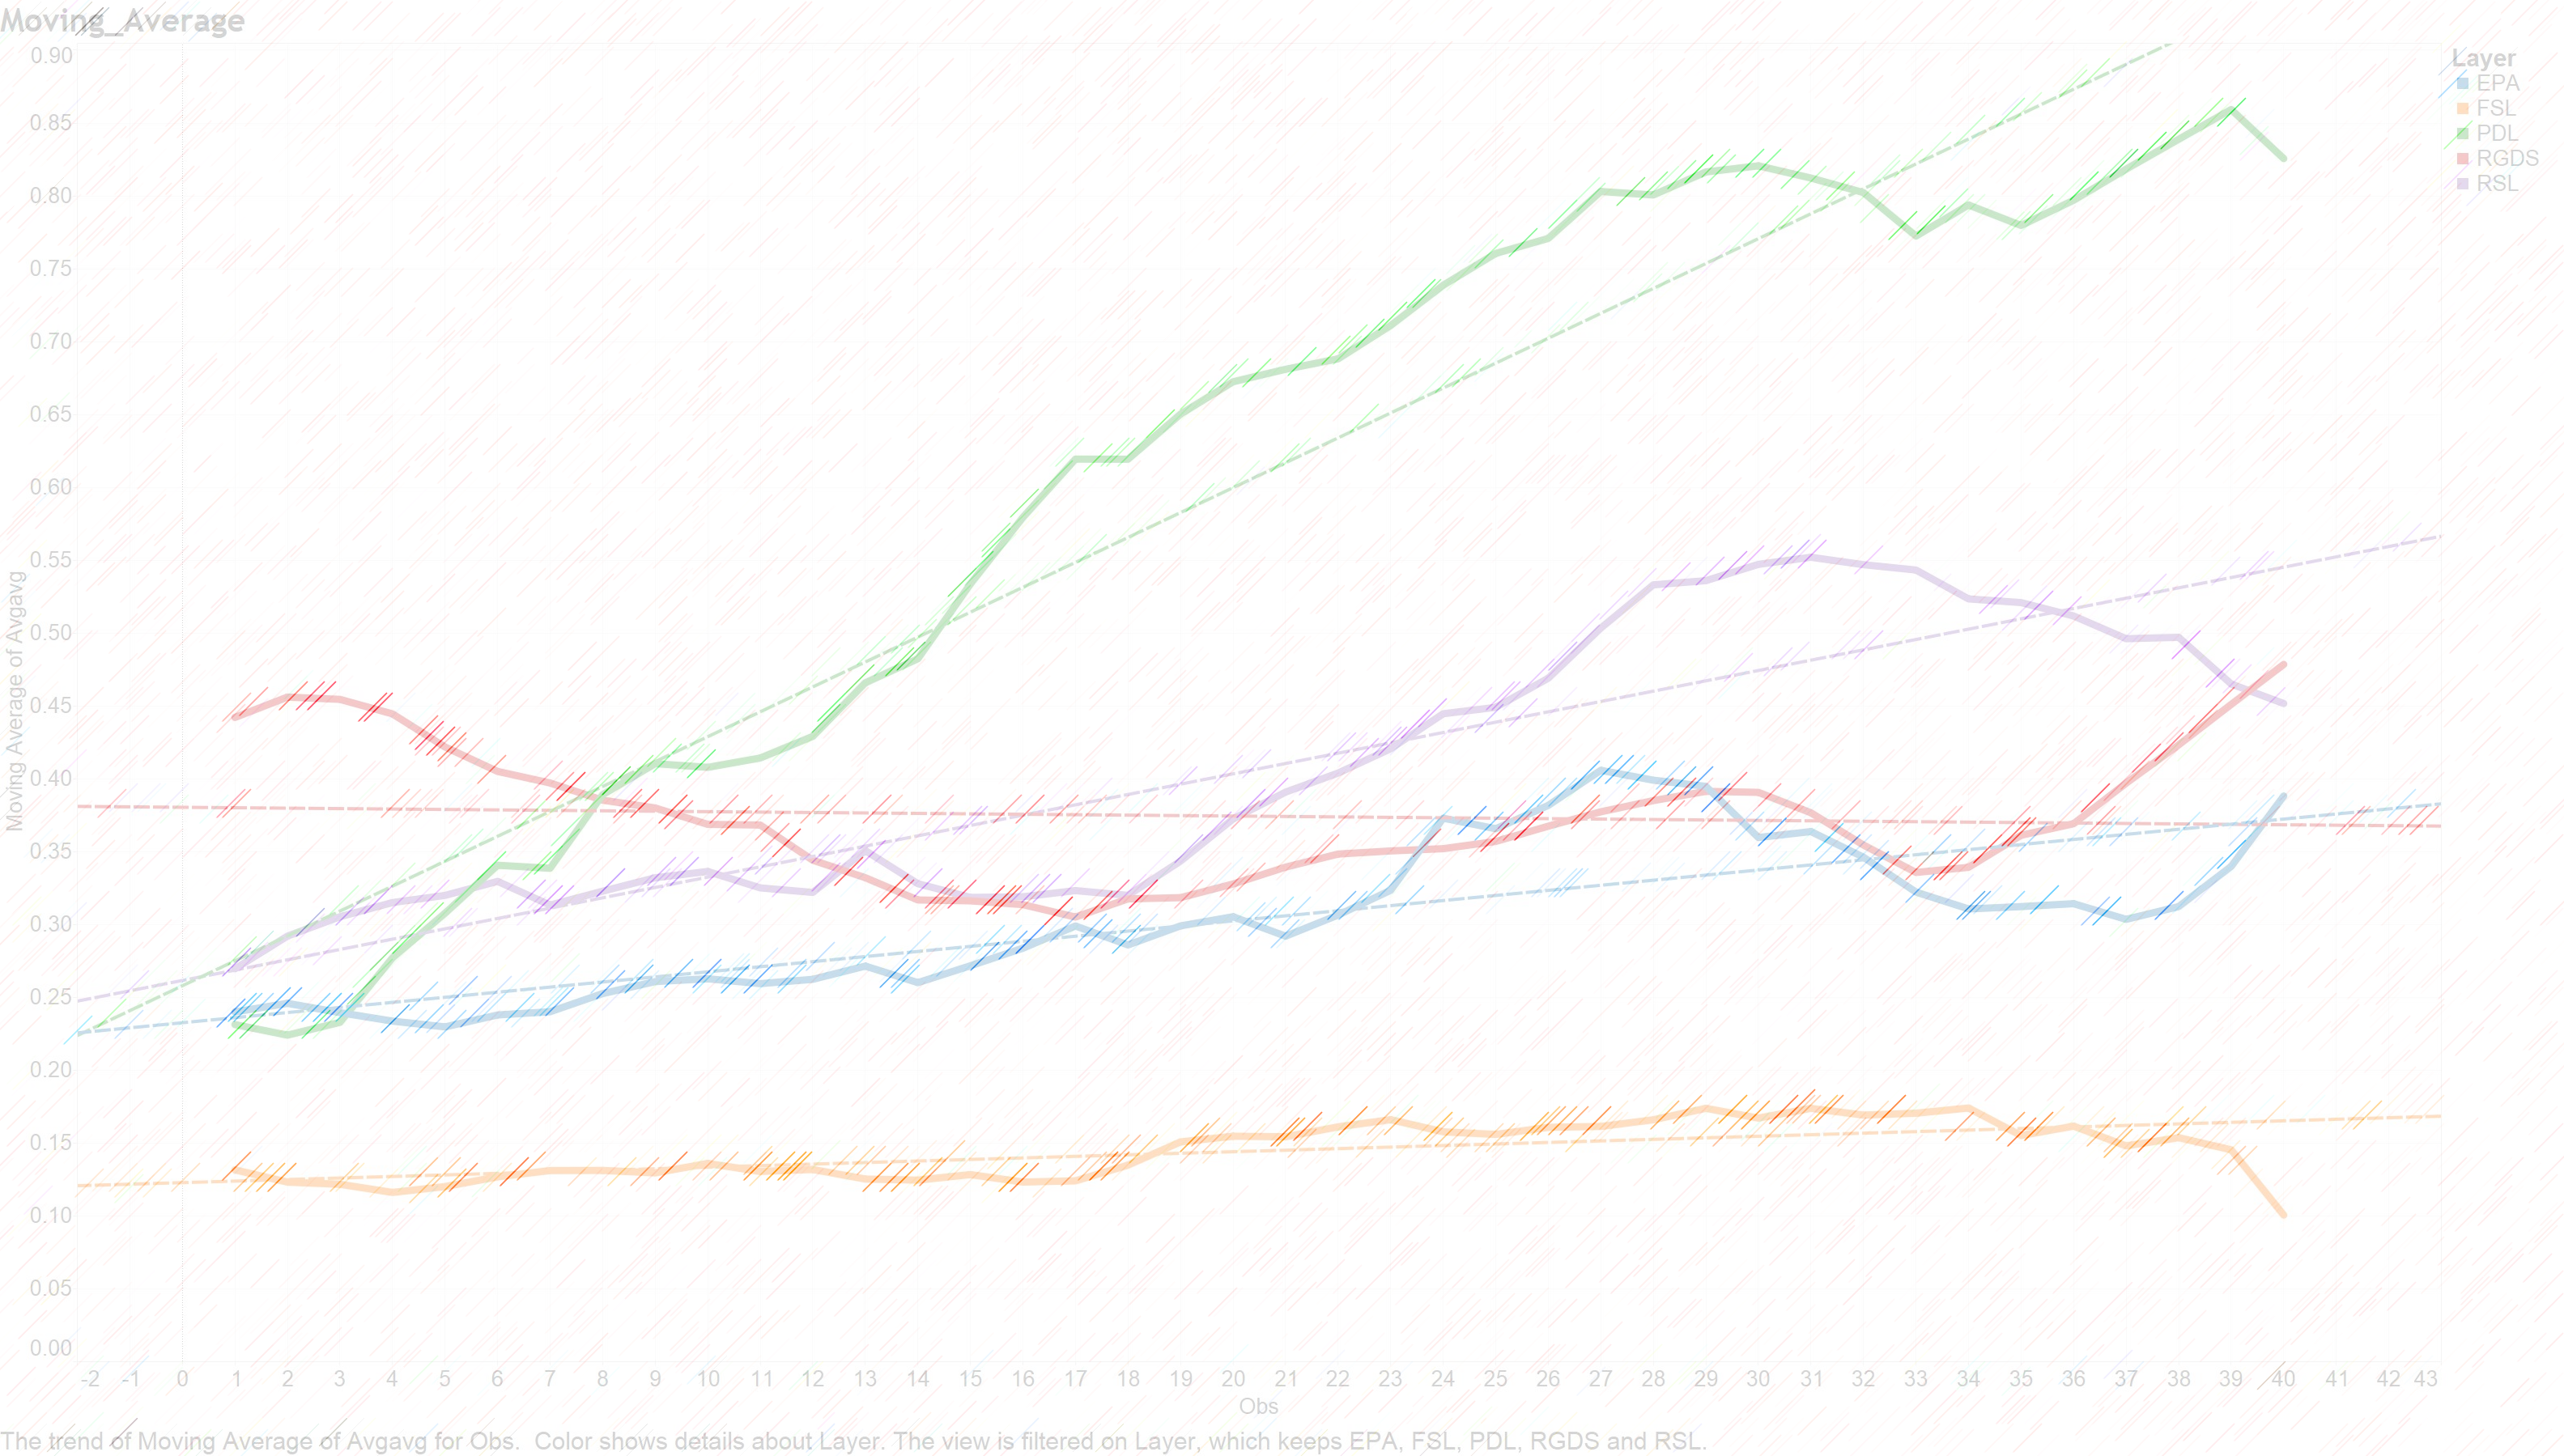 Moving_Average
Layer
EPA
FSL
PDL
RGDS
RSL
Moving Average of Avgavg
0.90
0.85
0.80
0.75
0.70
0.65
0.60
0.55
0.50
0.45
0.40
0.35
0.30
0.25
0.20
0.15
0.10
0.05
0.00
-2 -1 0 1 2 3 4 5 6 7 8 9 10 11 12 13 14 15 16 17 18 19 20 21 22 23 24 25 26 27 28 29 30 31 32 33 34 35 36 37 38 39 40 41 42 43
Obs
The trend of Moving Average of Avgavg for Obs.  Color shows details about Layer. The view is filtered on Layer, which keeps EPA, FSL, PDL, RGDS and RSL.